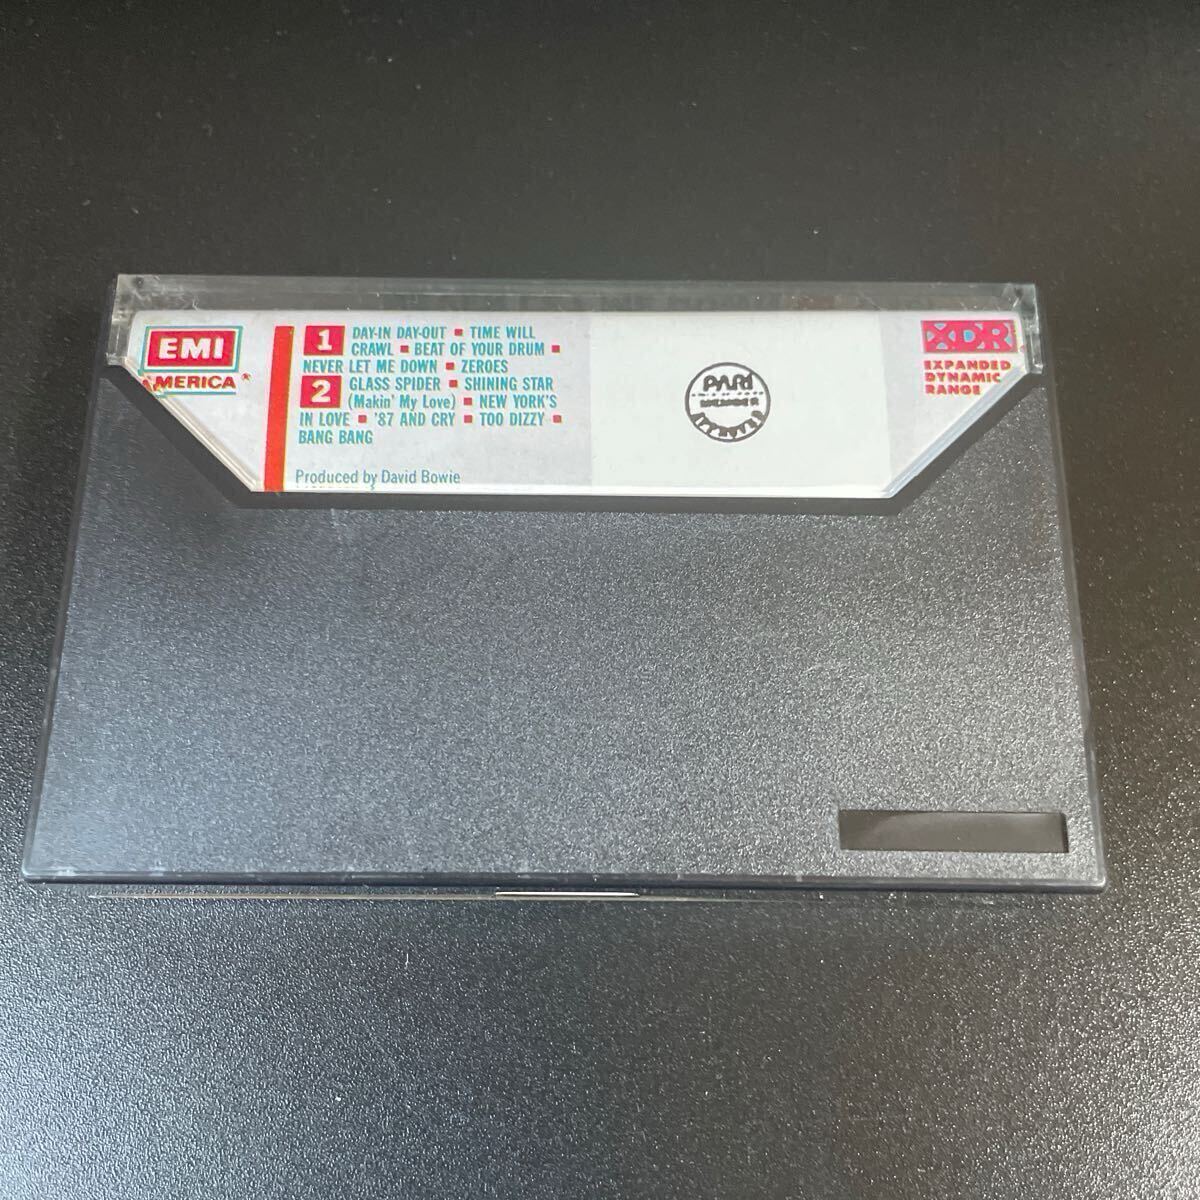 EMI
AMERICA
1 DAY-IN DAY-OUT ▪ TIME WILL
CRAWL ▪ BEAT OF YOUR DRUM ▪
NEVER LET ME DOWN ▪ ZEROES
2 GLASS SPIDER ▪ SHINING STAR
(Makin' My Love) ▪ NEW YORK'S
IN LOVE ▪ '87 AND CRY ▪ TOO DIZZY ▪
BANG BANG
Produced by David Bowie
PARI
APPROVED
XDR
EXPANDED
DYNAMIC
RANGE